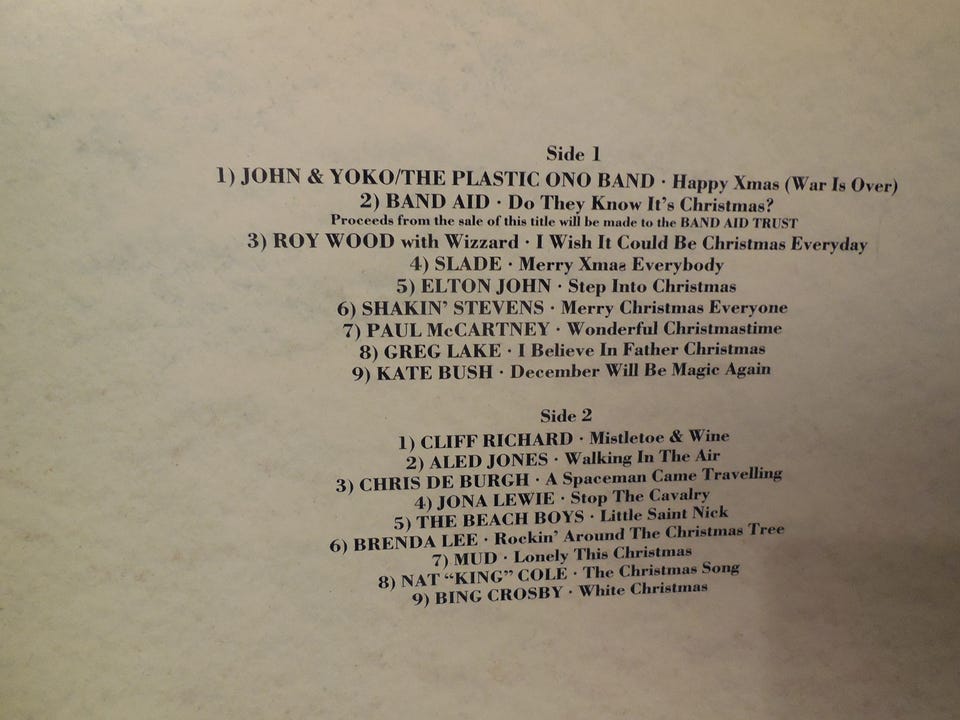 Side 1
1) JOHN & YOKO/THE PLASTIC ONO BAND · Happy Xmas (War Is Over)
2) BAND AID · Do They Know It's Christmas?
Proceeds from the sale of this title will be made to the BAND AID TRUST
3) ROY WOOD with Wizzard · I Wish It Could Be Christmas Everyday
4) SLADE · Merry Xmas Everybody
5) ELTON JOHN · Step Into Christmas
6) SHAKIN' STEVENS · Merry Christmas Everyone
7) PAUL McCARTNEY · Wonderful Christmastime
8) GREG LAKE · I Believe In Father Christmas
9) KATE BUSH · December Will Be Magic Again
Side 2
1) CLIFF RICHARD · Mistletoe & Wine
2) ALED JONES · Walking In The Air
3) CHRIS DE BURGH · A Spaceman Came Travelling
4) JONA LEWIE · Stop The Cavalry
5) THE BEACH BOYS · Little Saint Nick
6) BRENDA LEE · Rockin' Around The Christmas Tree
7) MUD · Lonely This Christmas
8) NAT "KING" COLE · The Christmas Song
9) BING CROSBY · White Christmas